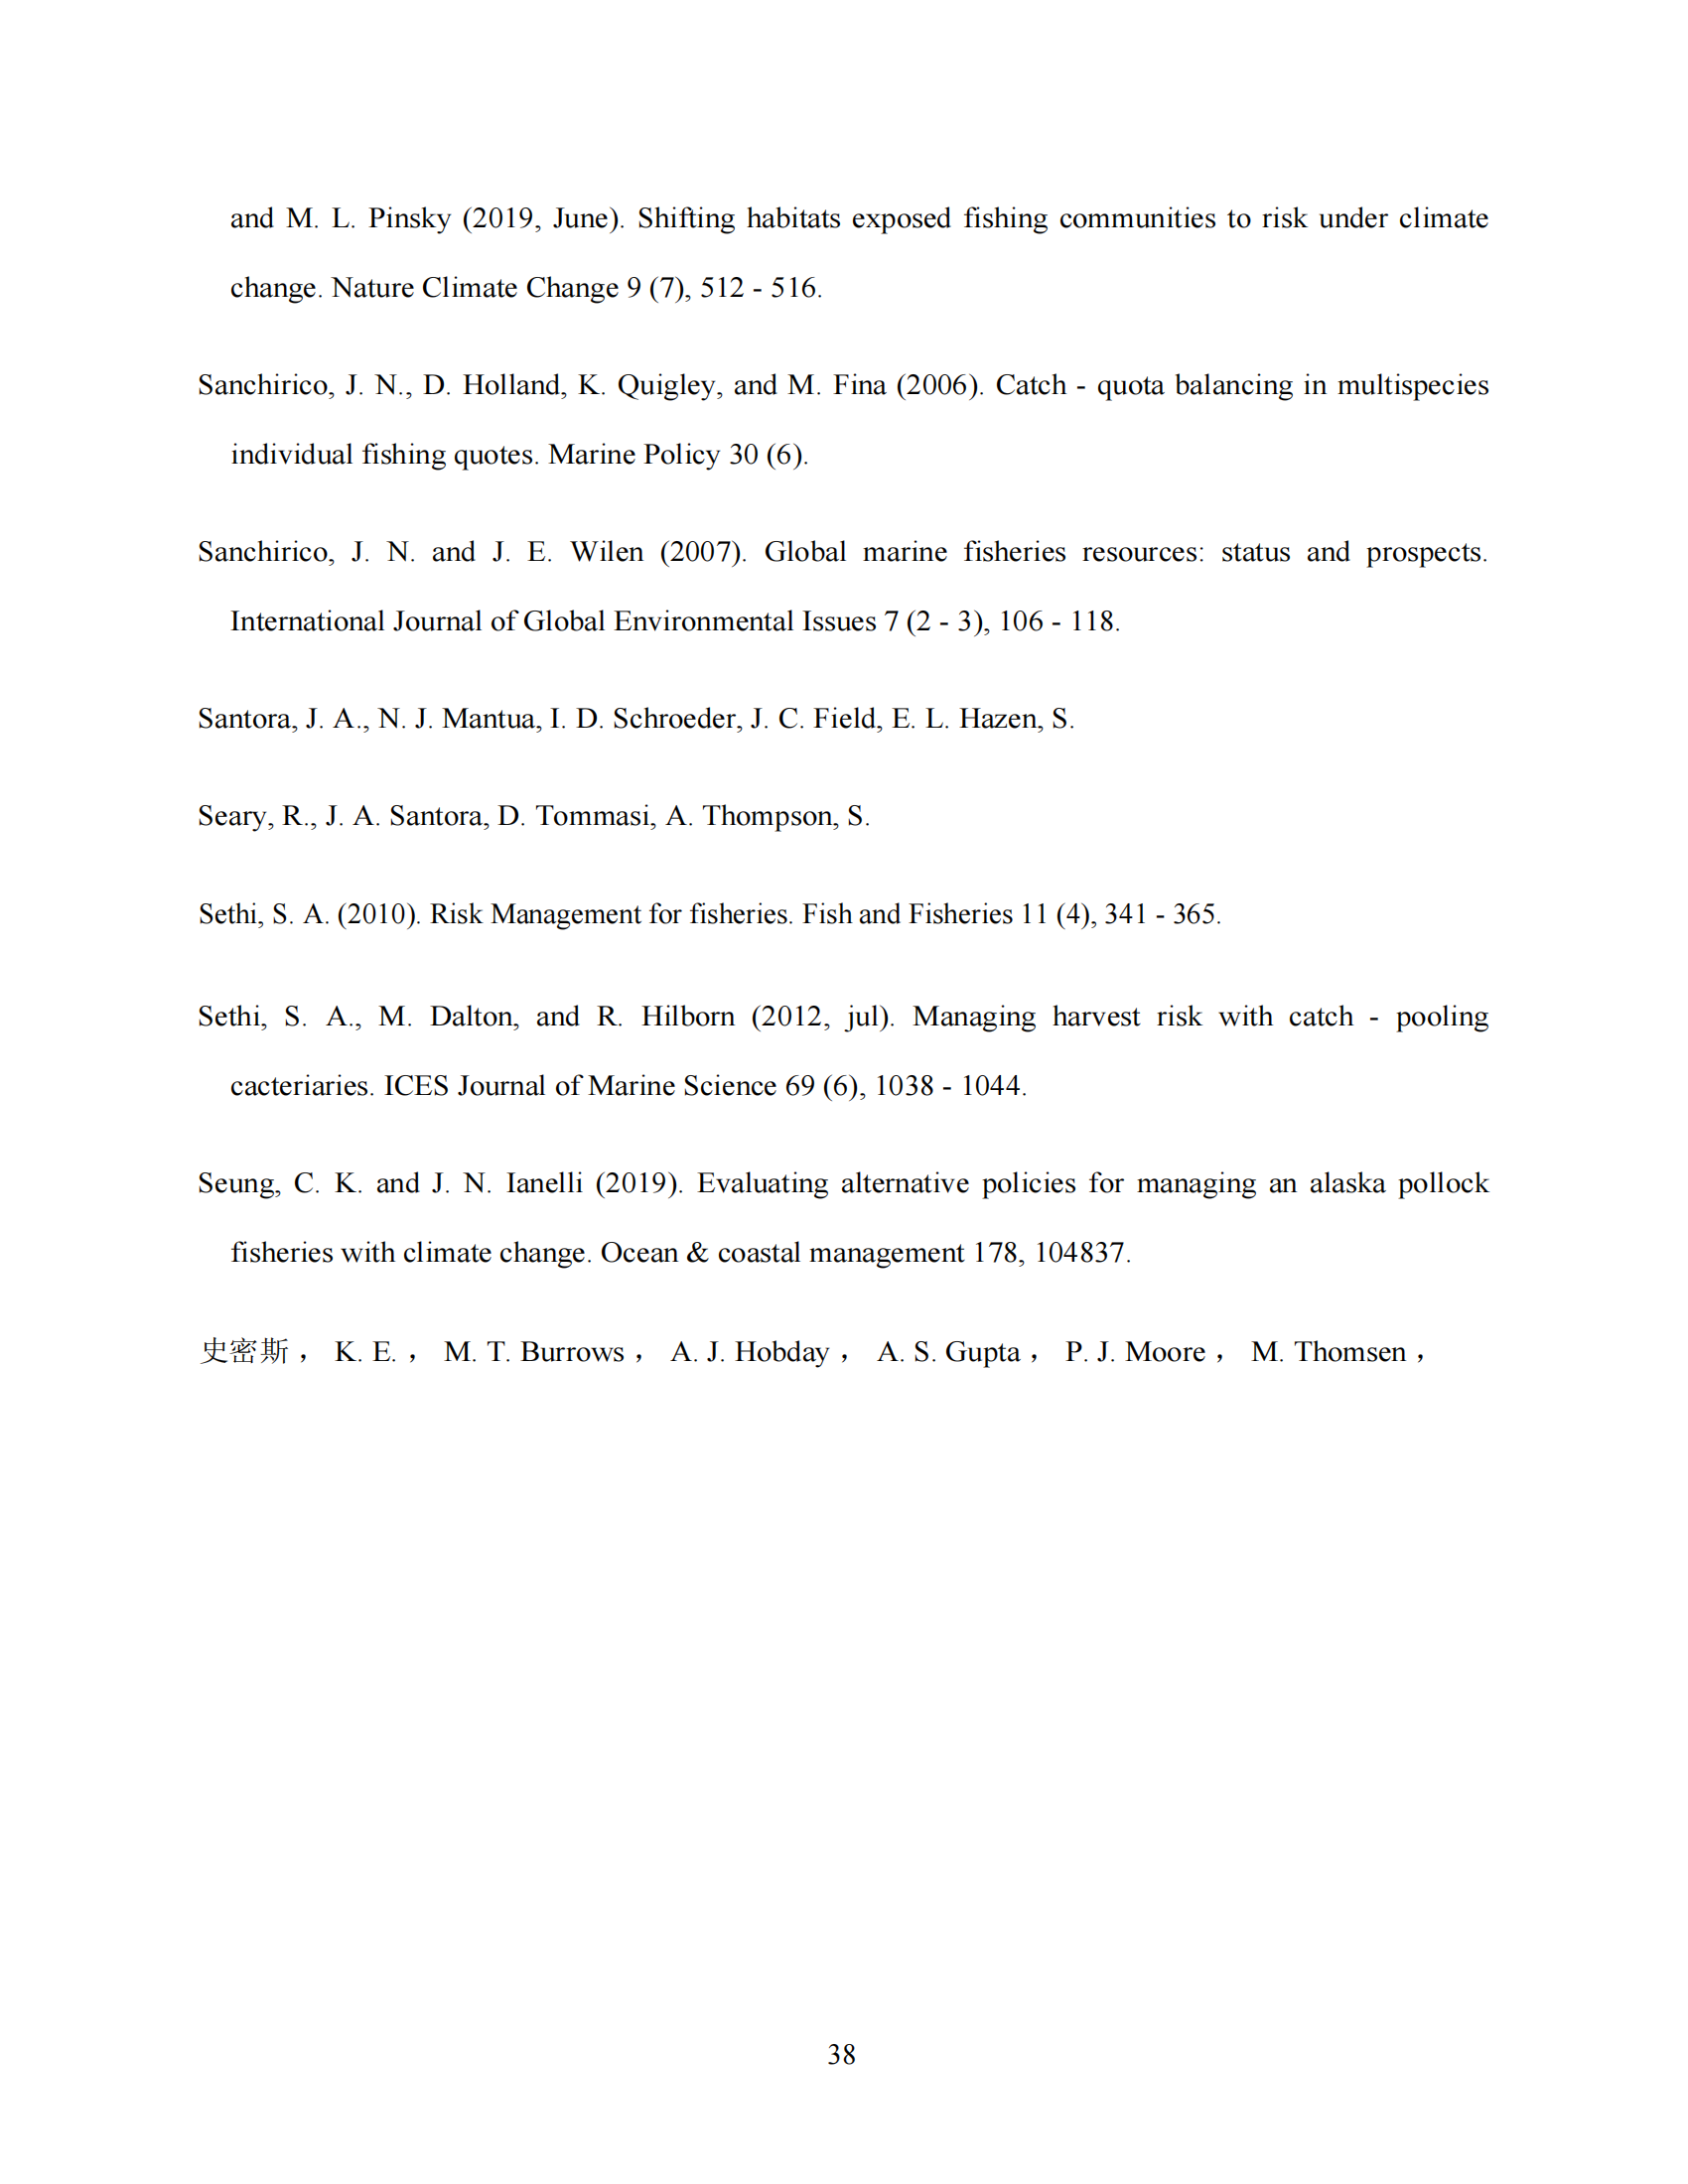 and M. L. Pinsky (2019, June). Shifting habitats exposed fishing communities to risk under climate
change. Nature Climate Change 9 (7), 512 - 516.
Sanchirico, J. N., D. Holland, K. Quigley, and M. Fina (2006). Catch - quota balancing in multispecies
individual fishing quotes. Marine Policy 30 (6).
Sanchirico, J. N. and J. E. Wilen (2007). Global marine fisheries resources: status and prospects.
International Journal of Global Environmental Issues 7 (2 - 3), 106 - 118.
Santora, J. A., N. J. Mantua, I. D. Schroeder, J. C. Field, E. L. Hazen, S.
Seary, R., J. A. Santora, D. Tommasi, A. Thompson, S.
Sethi, S. A. (2010). Risk Management for fisheries. Fish and Fisheries 11 (4), 341 - 365.
Sethi, S. A., M. Dalton, and R. Hilborn (2012, jul). Managing harvest risk with catch - pooling
cacteriaries. ICES Journal of Marine Science 69 (6), 1038 - 1044.
Seung, C. K. and J. N. Ianelli (2019). Evaluating alternative policies for managing an alaska pollock
fisheries with climate change. Ocean & coastal management 178, 104837.
史密斯， K. E.， M. T. Burrows， A. J. Hobday， A. S. Gupta， P. J. Moore， M. Thomsen，
38